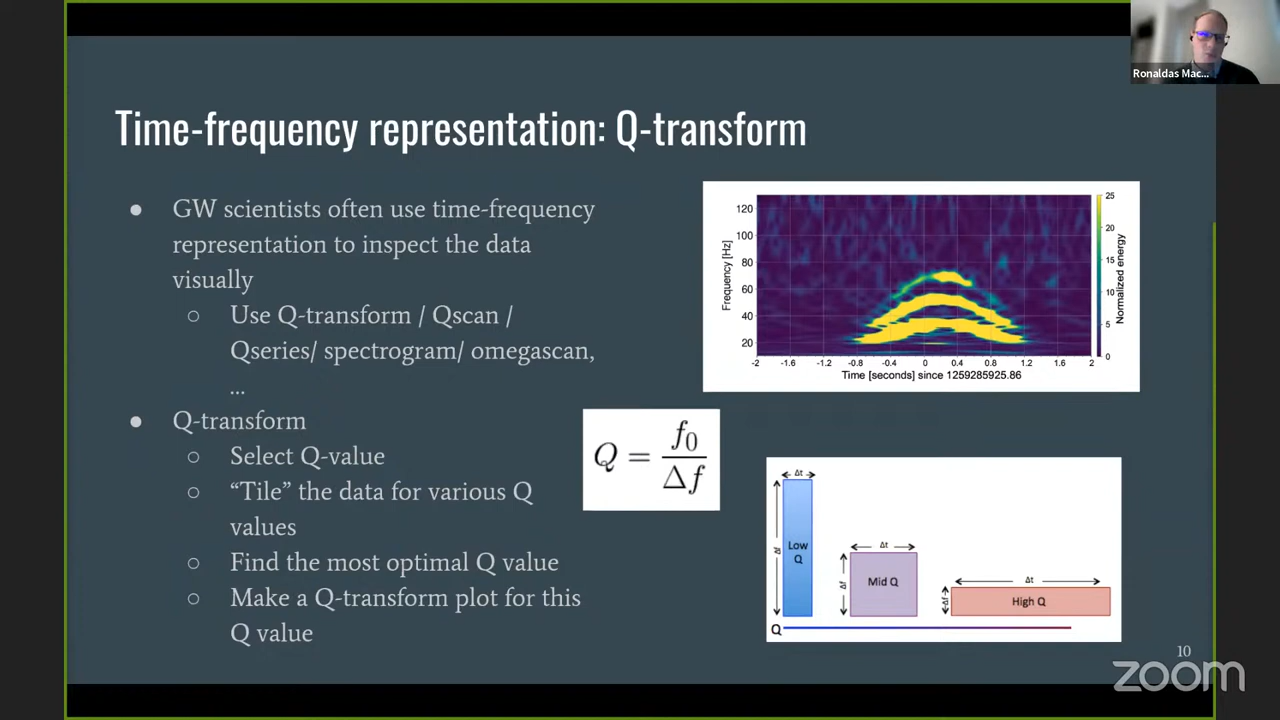 Ronaldas Mac...
Time-frequency representation: Q-transform
● GW scientists often use time-frequency
representation to inspect the data
visually
○ Use Q-transform / Qscan /
Qseries/ spectrogram/ omegascan,
...
● Q-transform
○ Select Q-value
○ “Tile” the data for various Q
values
○ Find the most optimal Q value
○ Make a Q-transform plot for this
Q value
Q = f₀ / Δf
Frequency [Hz]
120
100
80
60
40
20
-2 -1.6 -1.2 -0.8 -0.4 0 0.4 0.8 1.2 1.6 2
Time [seconds] since 1259285925.86
25
20
15
10
5
0
Normalized energy
Δt
Δf
Low
Q
Δt
Δf
Mid Q
Δt
Δf
High Q
Q
10
zoom